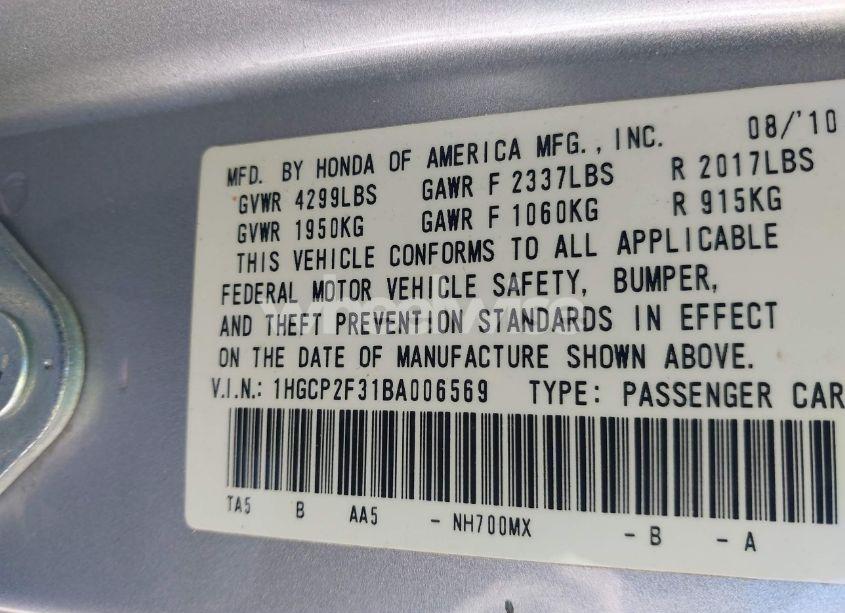 MFD. BY HONDA OF AMERICA MFG., INC. 08/'10
GVWR 4299LBS GAWR F 2337LBS R 2017LBS
GVWR 1950KG GAWR F 1060KG R 915KG
THIS VEHICLE CONFORMS TO ALL APPLICABLE
FEDERAL MOTOR VEHICLE SAFETY, BUMPER,
AND THEFT PREVENTION STANDARDS IN EFFECT
ON THE DATE OF MANUFACTURE SHOWN ABOVE.
V.I.N.: 1HGCP2F31BA006569 TYPE: PASSENGER CAR
TA5 B AA5 - NH700MX - B - A